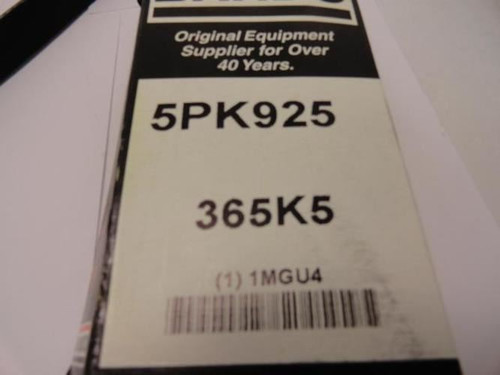 Original Equipment
Supplier for Over
40 Years.
5PK925
365K5
(1) 1MGU4